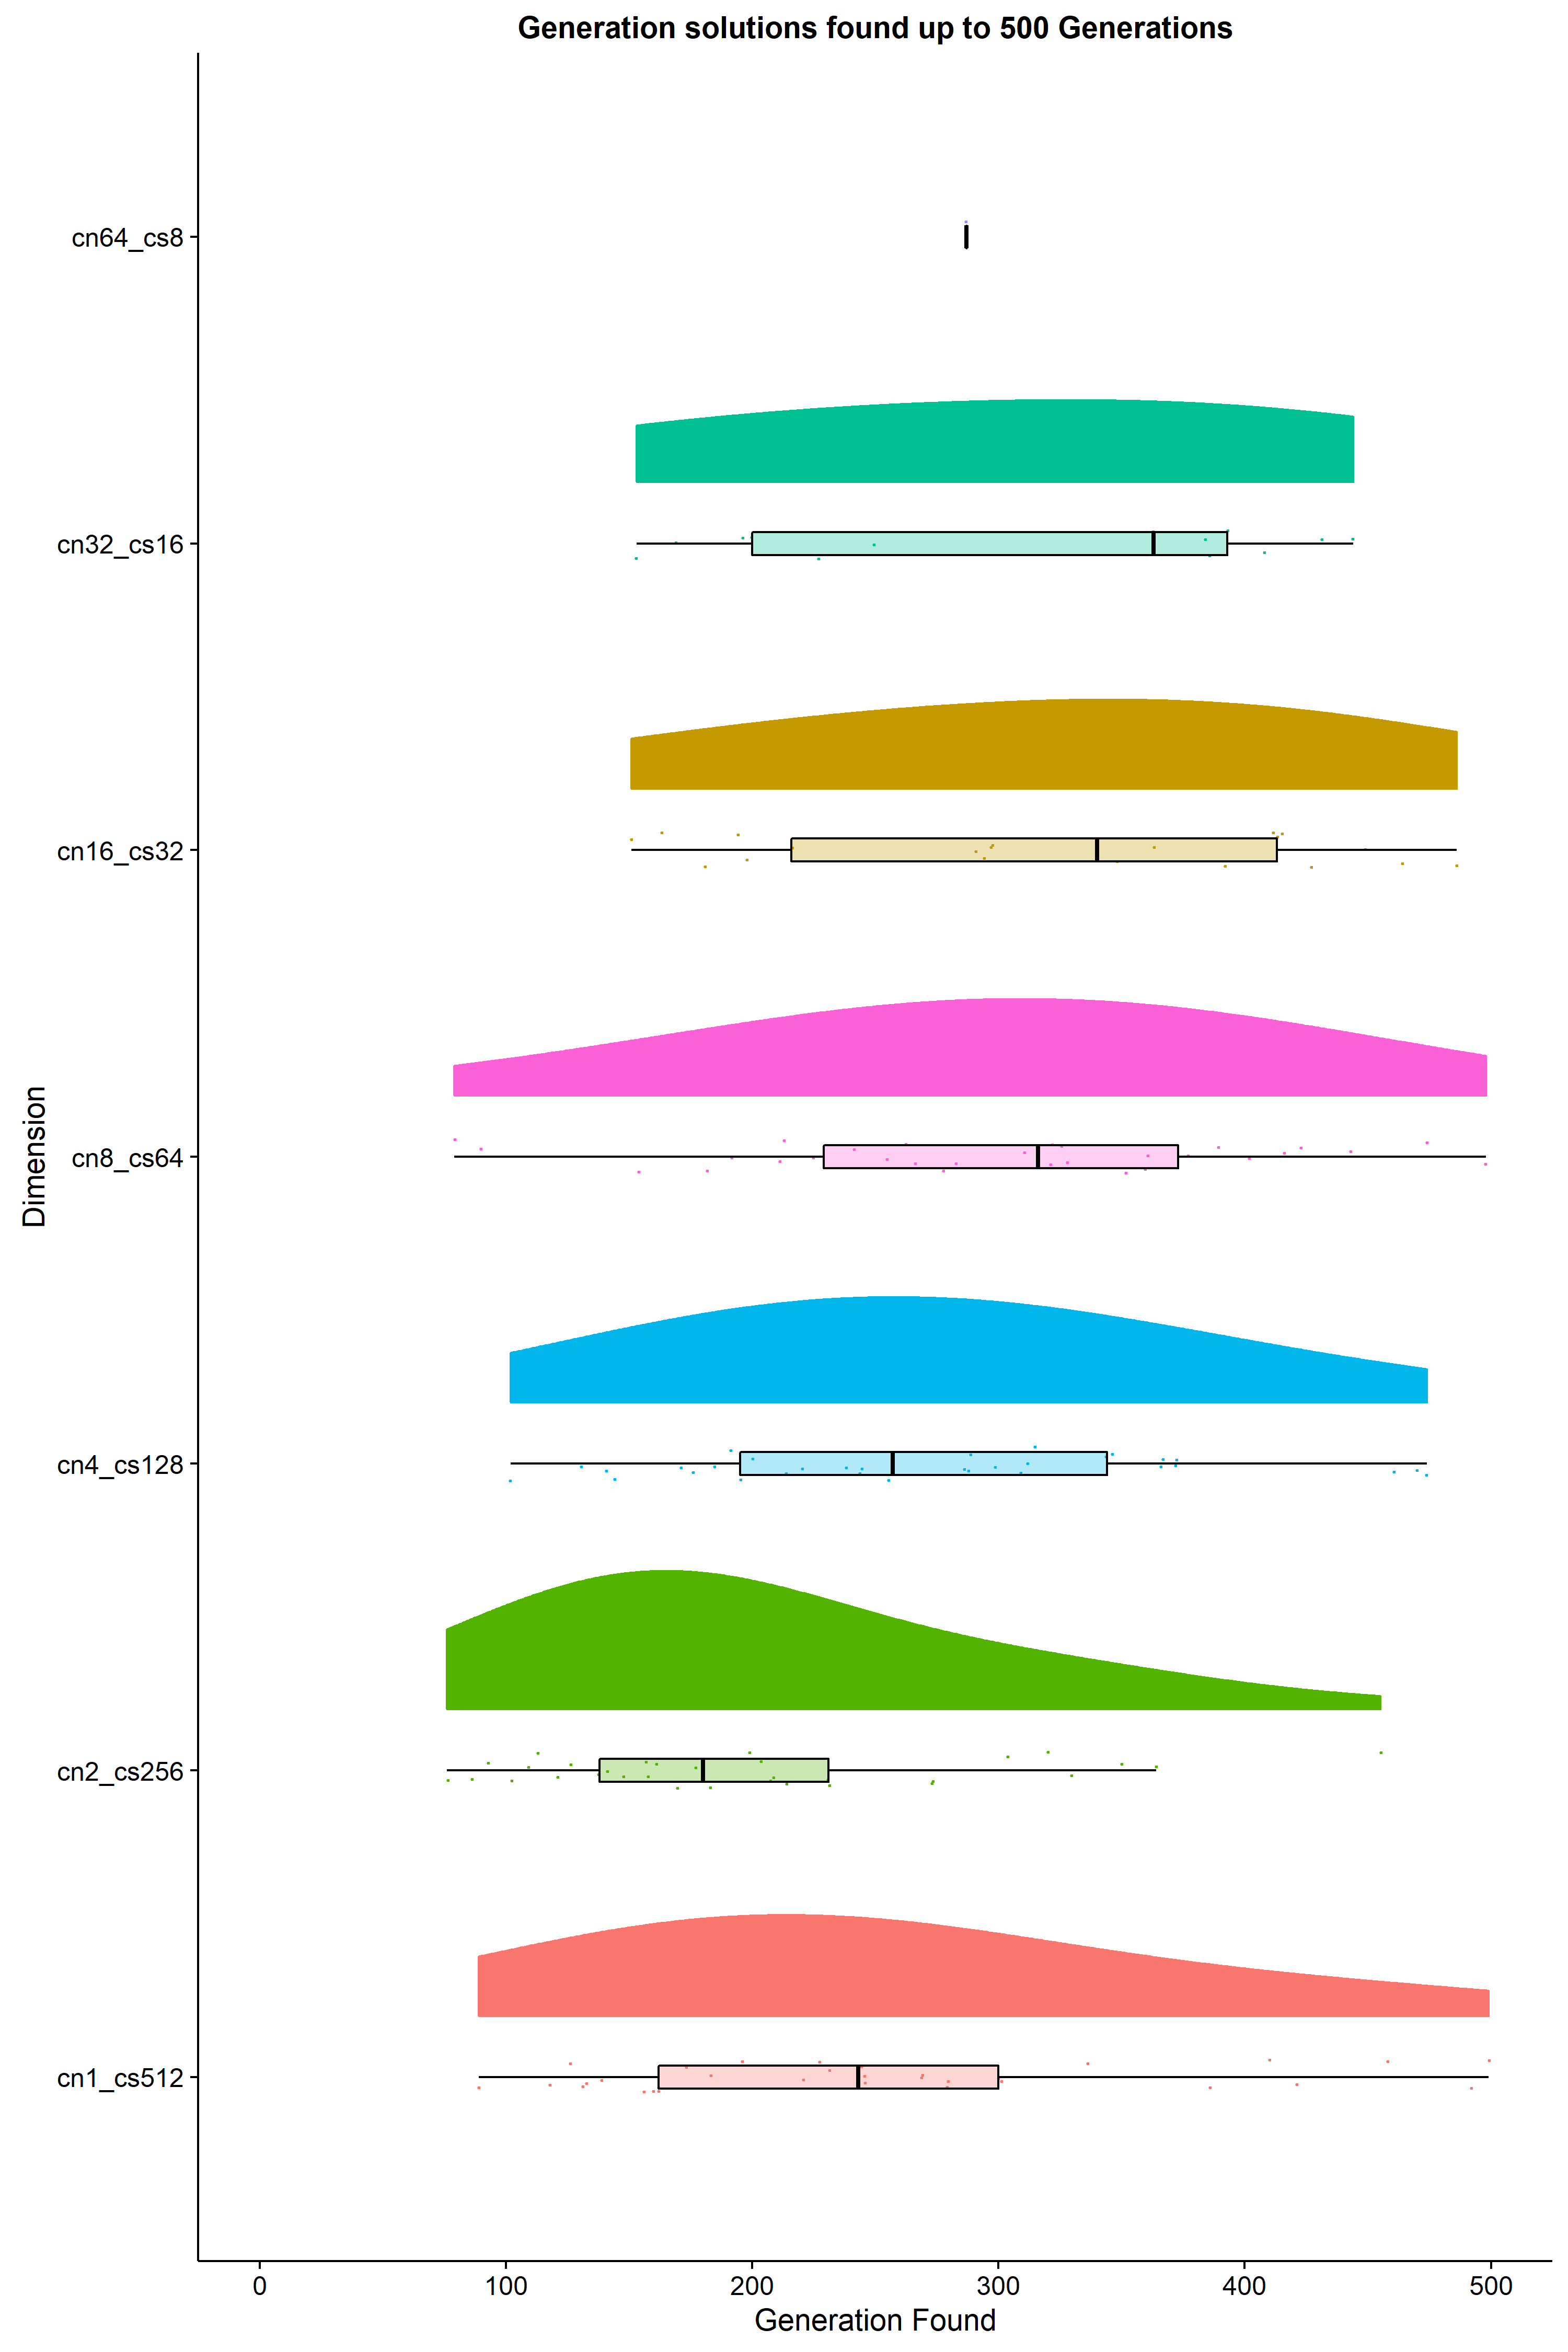 Generation solutions found up to 500 Generations
cn64_cs8
cn32_cs16
cn16_cs32
cn8_cs64
cn4_cs128
cn2_cs256
cn1_cs512
Dimension
0 100 200 300 400 500
Generation Found